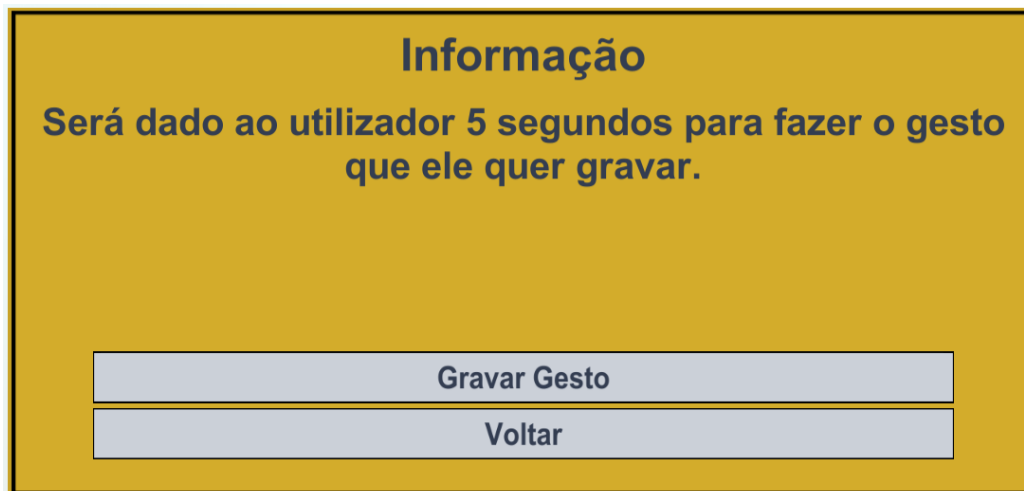 Informação
Será dado ao utilizador 5 segundos para fazer o gesto
que ele quer gravar.
Gravar Gesto
Voltar